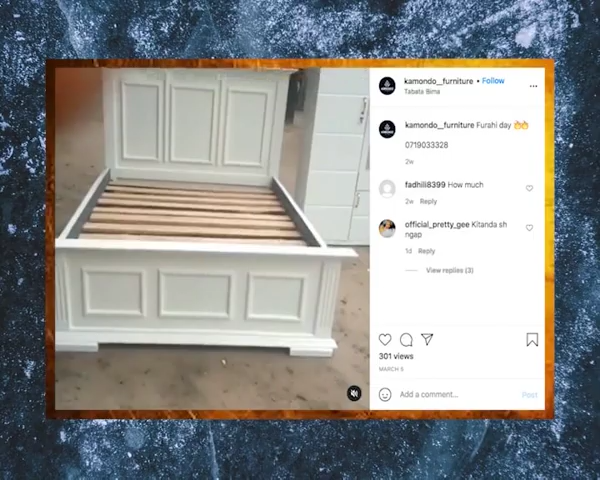 kamondo__furniture • Follow
Tabata Bima
kamondo__furniture Furahi day 🔥🔥
0719033328
2w
fadhili8399 How much
2w Reply
official_pretty_gee Kitanda sh
ngap
1d Reply
View replies (3)
301 views
MARCH 6
Add a comment...
Post